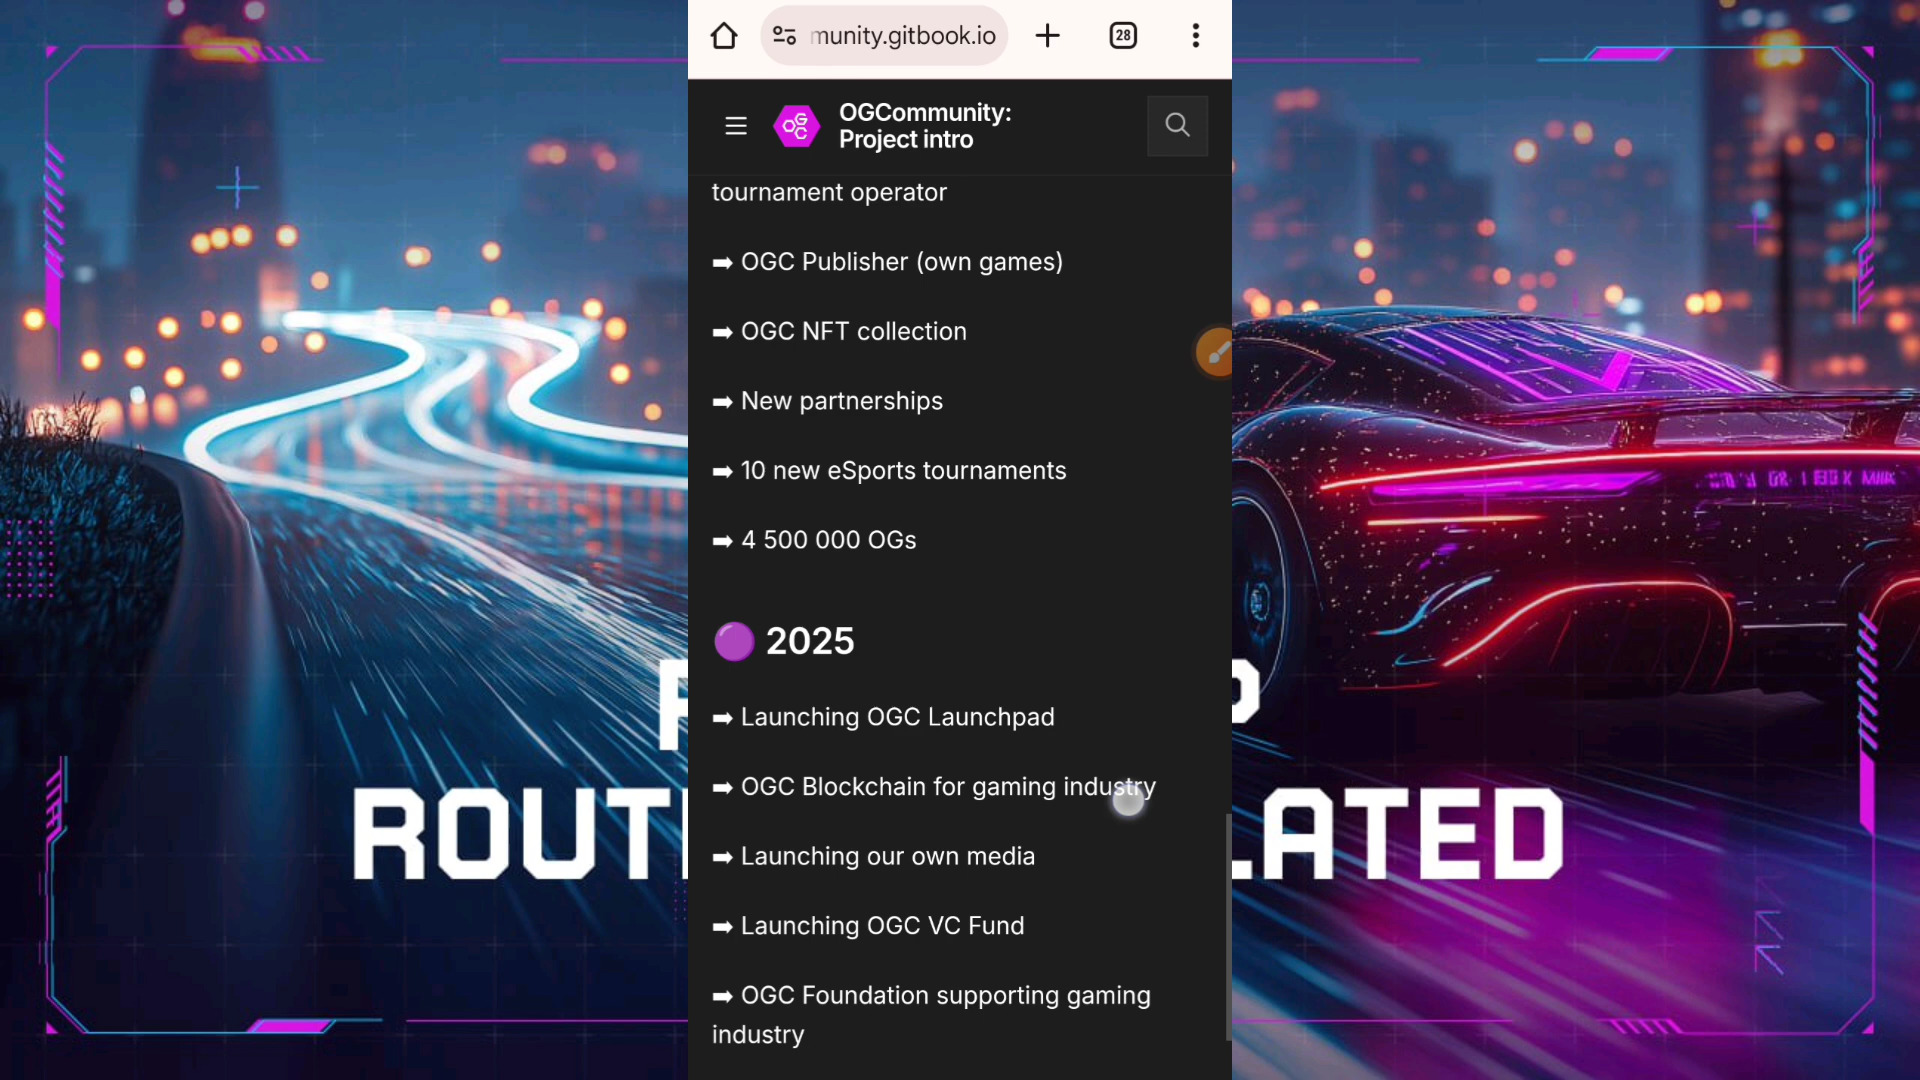 munity.gitbook.io
28
OGCommunity:
Project intro
tournament operator
➡ OGC Publisher (own games)
➡ OGC NFT collection
➡ New partnerships
➡ 10 new eSports tournaments
➡ 4 500 000 OGs
2025
➡ Launching OGC Launchpad
➡ OGC Blockchain for gaming industry
➡ Launching our own media
➡ Launching OGC VC Fund
➡ OGC Foundation supporting gaming
industry
ROUT
LATED